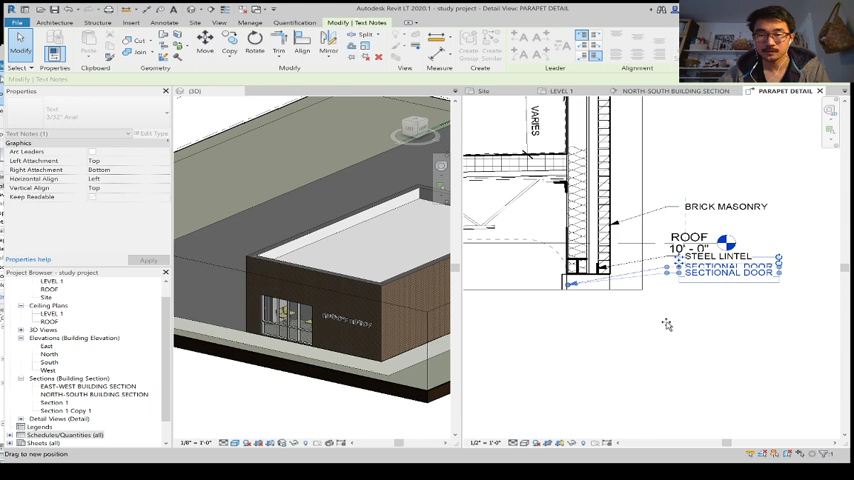 Autodesk Revit LT 2020.1 - study project - Detail View: PARAPET DETAIL
File
Architecture
Structure
Insert
Annotate
Site
View
Manage
Quantification
Modify | Text Notes
Modify
Properties
Paste
Cut
Join
Move
Copy
Rotate
Trim
Align
Mirror
Split
View
Measure
Create
Select
Properties
Clipboard
Geometry
Modify
View
Measure
Create
Leader
Alignment
Modify | Text Notes
Properties
(3D)
Site
LEVEL 1
NORTH-SOUTH BUILDING SECTION
PARAPET DETAIL
Text
3/32" Arial
Text Notes (1)
Edit Type
Graphics
Arc Leaders
Left Attachment
Top
Right Attachment
Bottom
Horizontal Align
Left
Vertical Align
Top
Keep Readable
Properties help
Apply
Project Browser - study project
LEVEL 1
ROOF
Site
Ceiling Plans
LEVEL 1
ROOF
3D Views
Elevations (Building Elevation)
East
North
South
West
Sections (Building Section)
EAST-WEST BUILDING SECTION
NORTH-SOUTH BUILDING SECTION
Section 1
Section 1 Copy 1
Detail Views (Detail)
Legends
Schedules/Quantities (all)
Sheets (all)
VARIES
BRICK MASONRY
ROOF
10' - 0"
STEEL LINTEL
SECTIONAL DOOR
SECTIONAL DOOR
1/8" = 1'-0"
1/2" = 1'-0"
Drag to new position